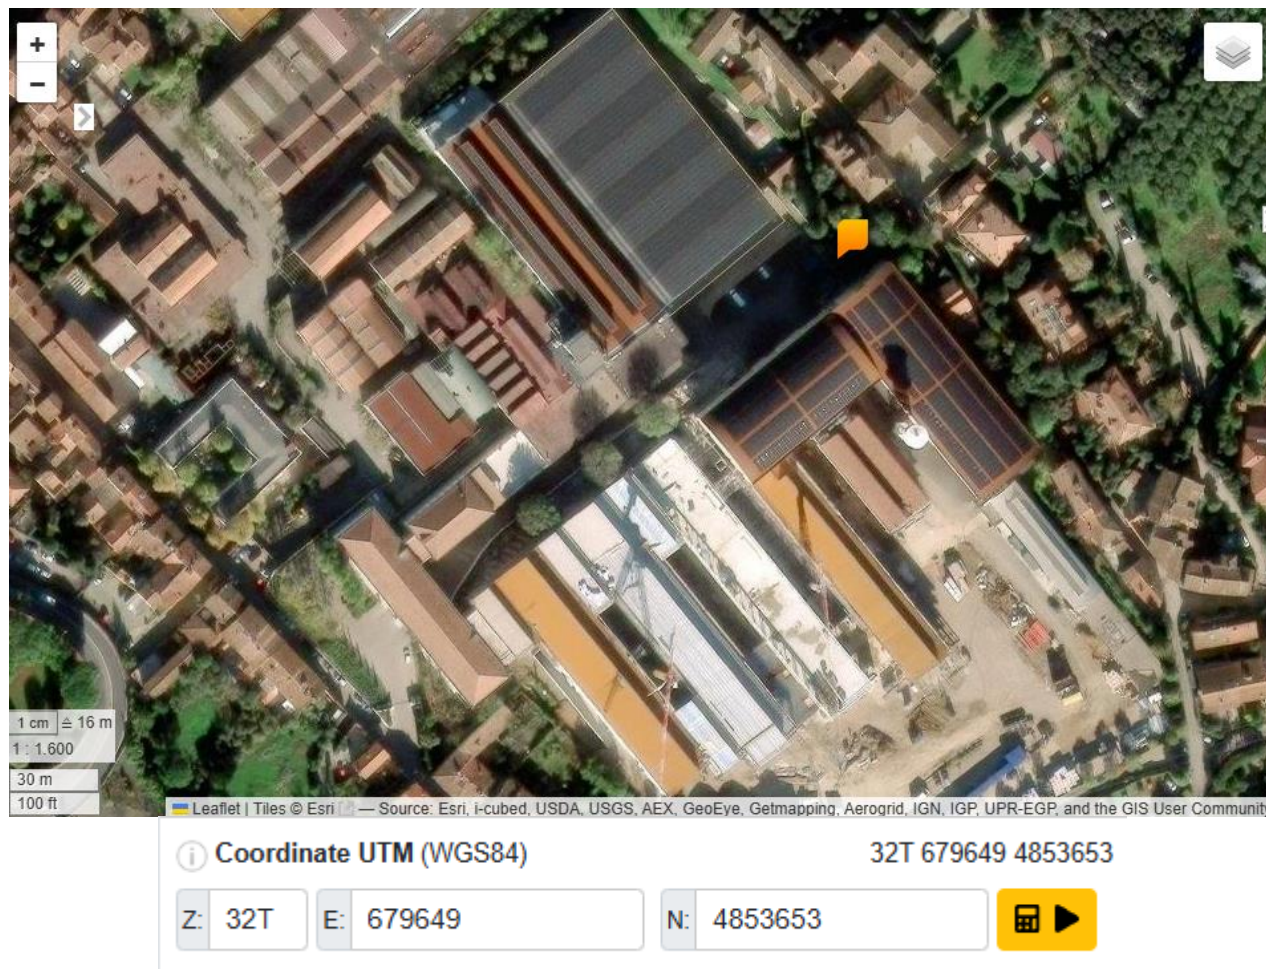 +
−
1 cm ≙ 16 m
1 : 1.600
30 m
100 ft
Leaflet | Tiles © Esri — Source: Esri, i-cubed, USDA, USGS, AEX, GeoEye, Getmapping, Aerogrid, IGN, IGP, UPR-EGP, and the GIS User Community
i Coordinate UTM (WGS84) 32T 679649 4853653
Z: 32T E: 679649 N: 4853653